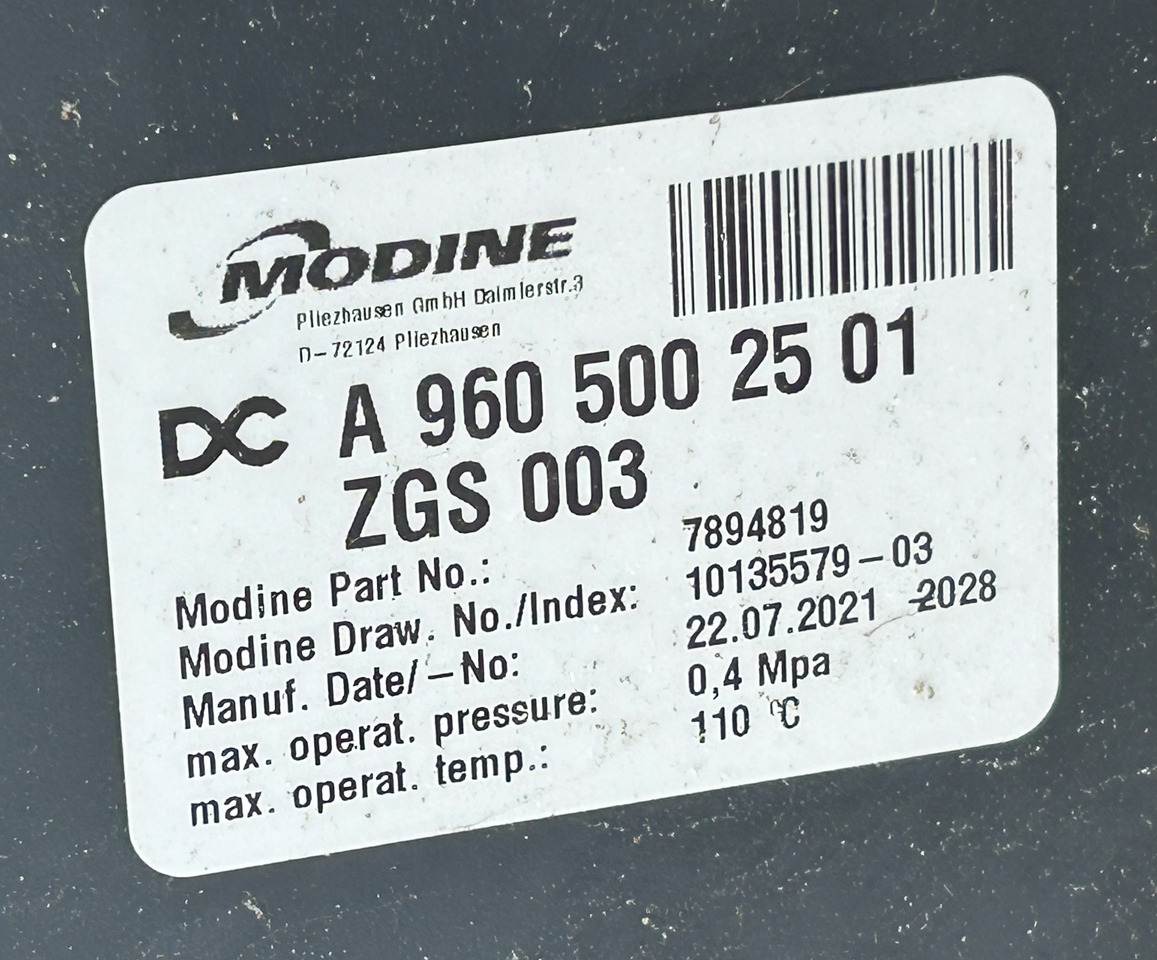 MODINE
Pliezhausen GmbH Daimlerstr.3
D-72124 Pliezhausen
DC A 960 500 25 01
ZGS 003
Modine Part No.: 7894819
Modine Draw. No./Index: 10135579-03
Manuf. Date/-No: 22.07.2021 2028
max. operat. pressure: 0,4 Mpa
max. operat. temp.: 110 °C